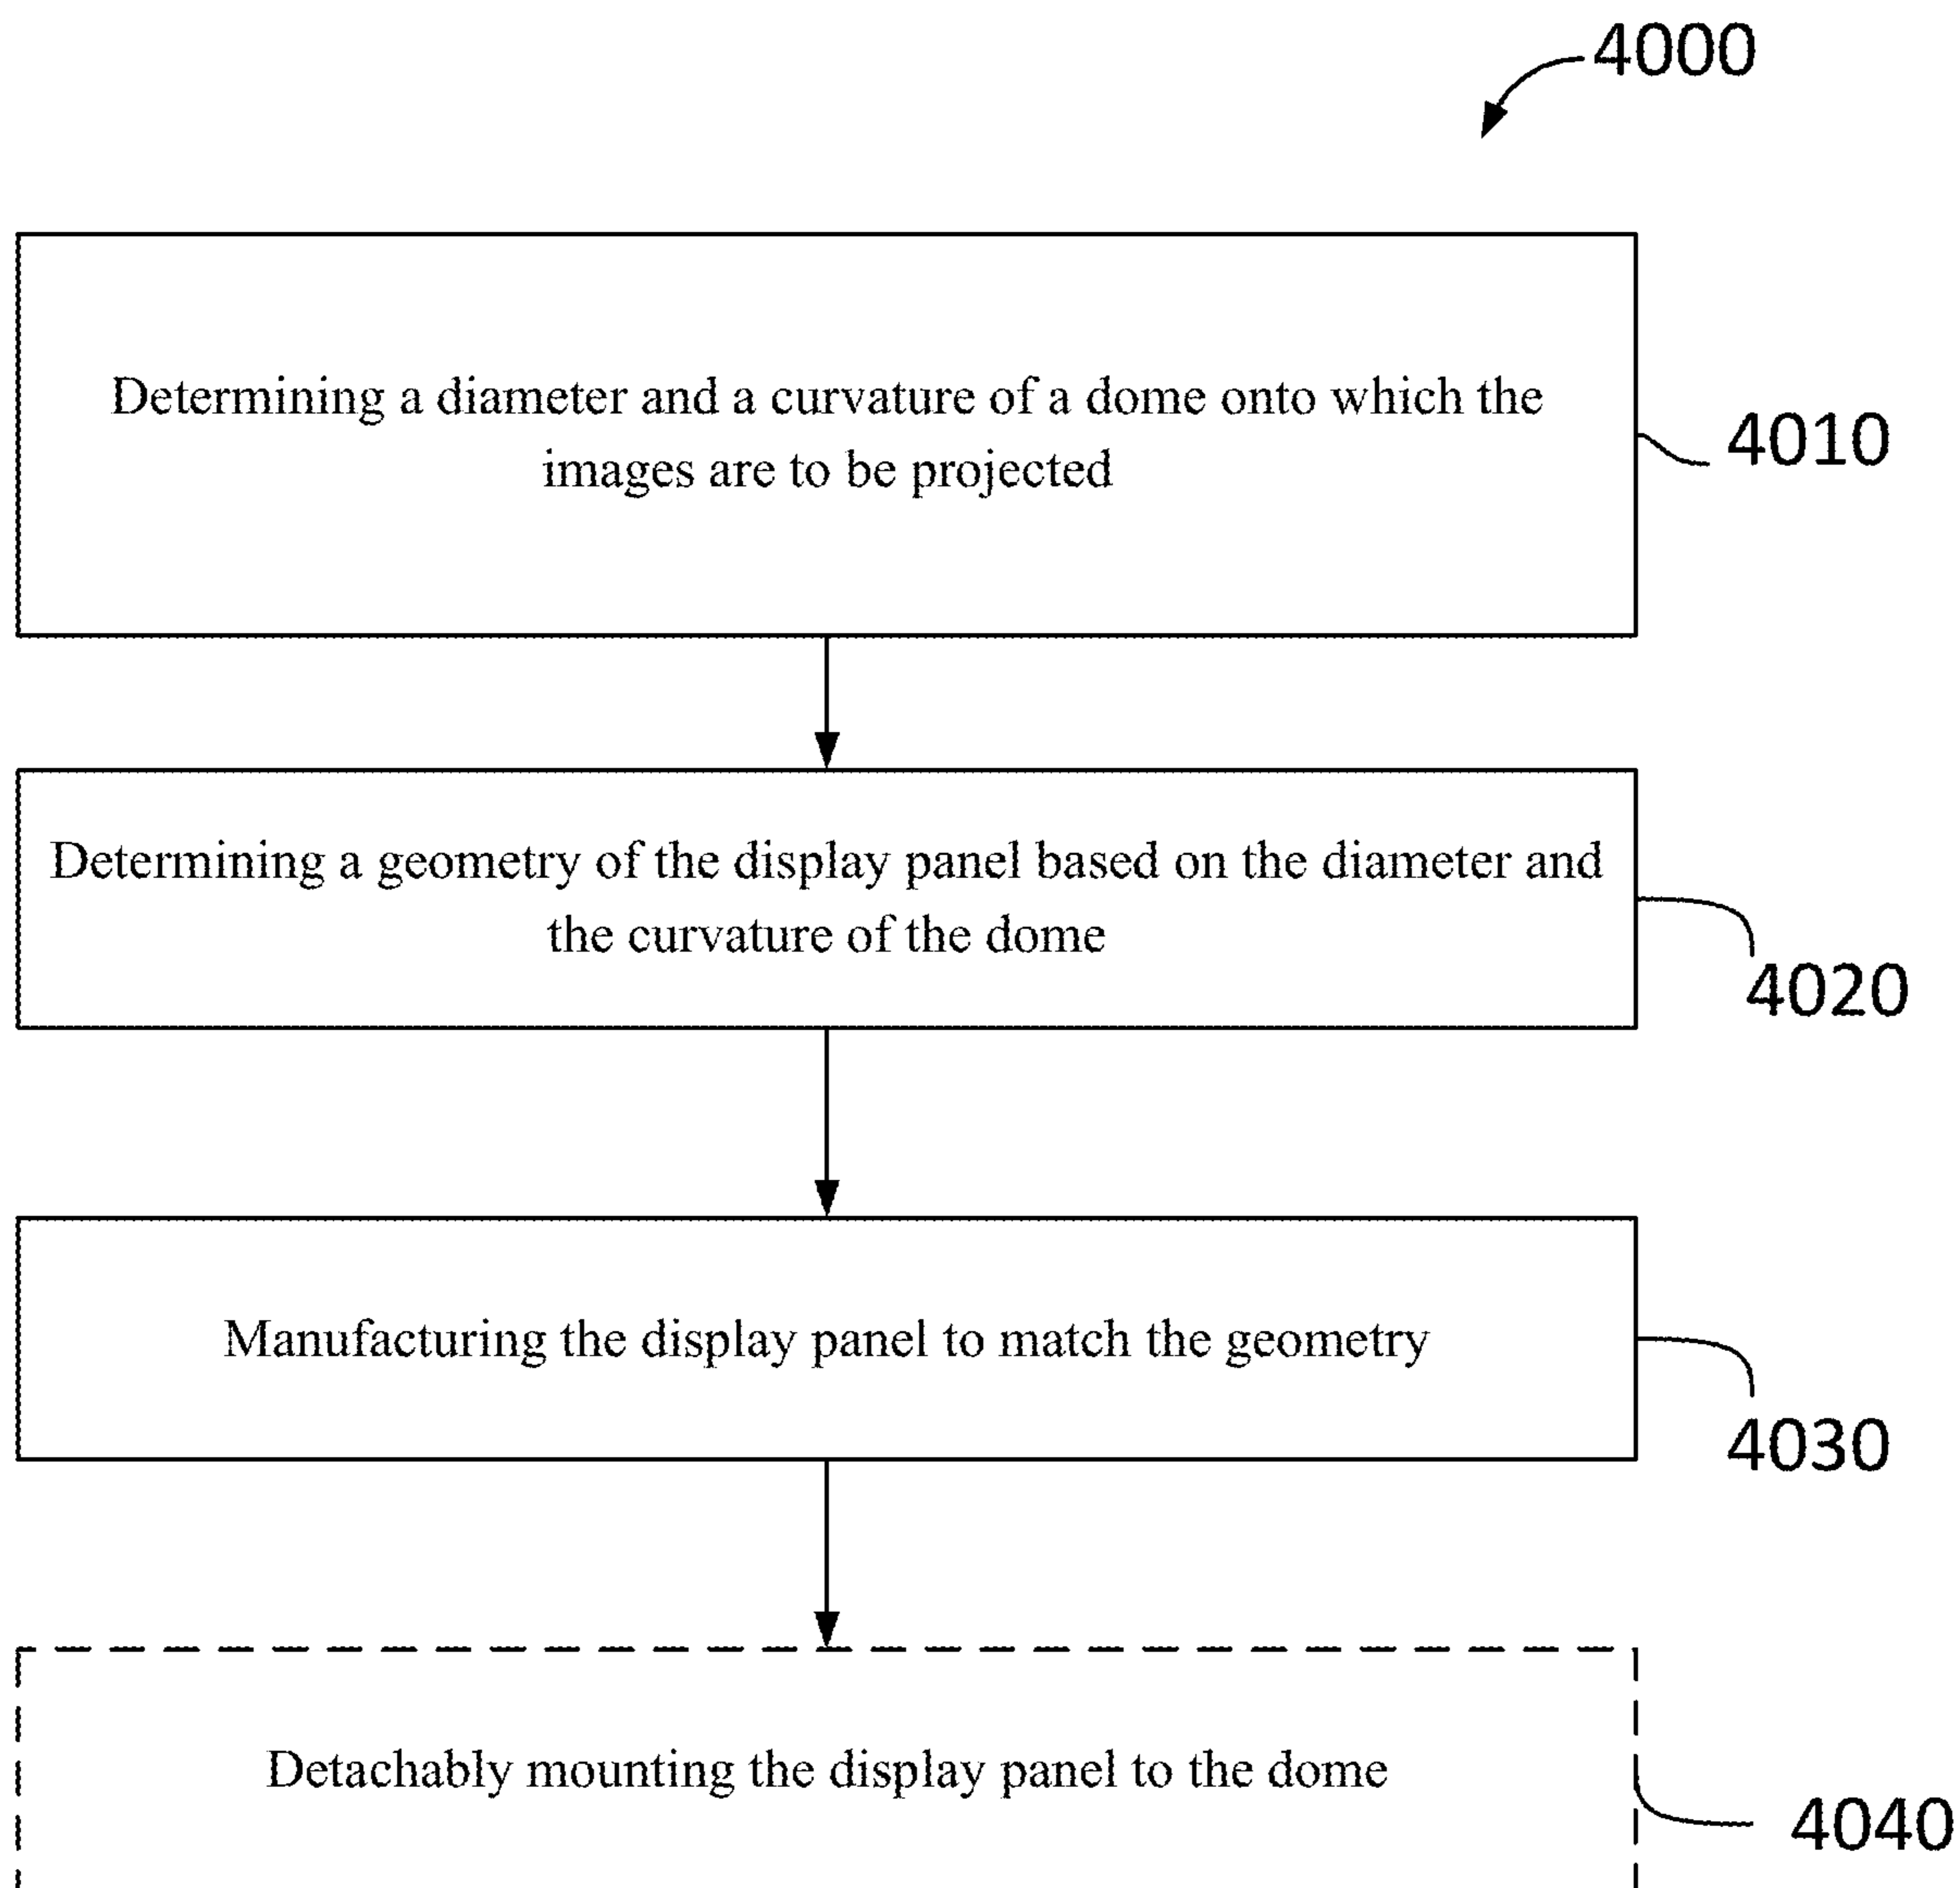 4000
Determining a diameter and a curvature of a dome onto which the
images are to be projected
4010
Determining a geometry of the display panel based on the diameter and
the curvature of the dome
4020
Manufacturing the display panel to match the geometry
4030
Detachably mounting the display panel to the dome
4040